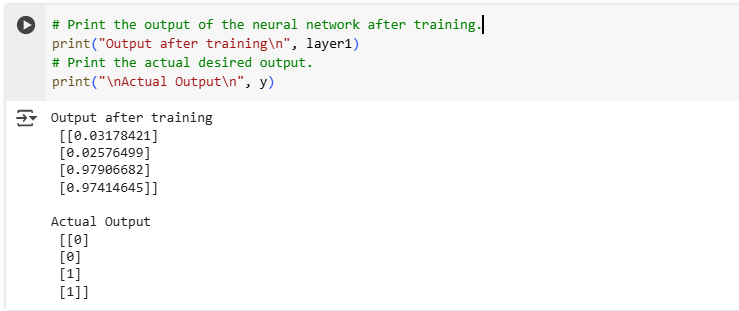 # Print the output of the neural network after training.
print("Output after training\n", layer1)
# Print the actual desired output.
print("\nActual Output\n", y)
Output after training
[[0.03178421]
[0.02576499]
[0.97906682]
[0.97414645]]
Actual Output
[[0]
[0]
[1]
[1]]